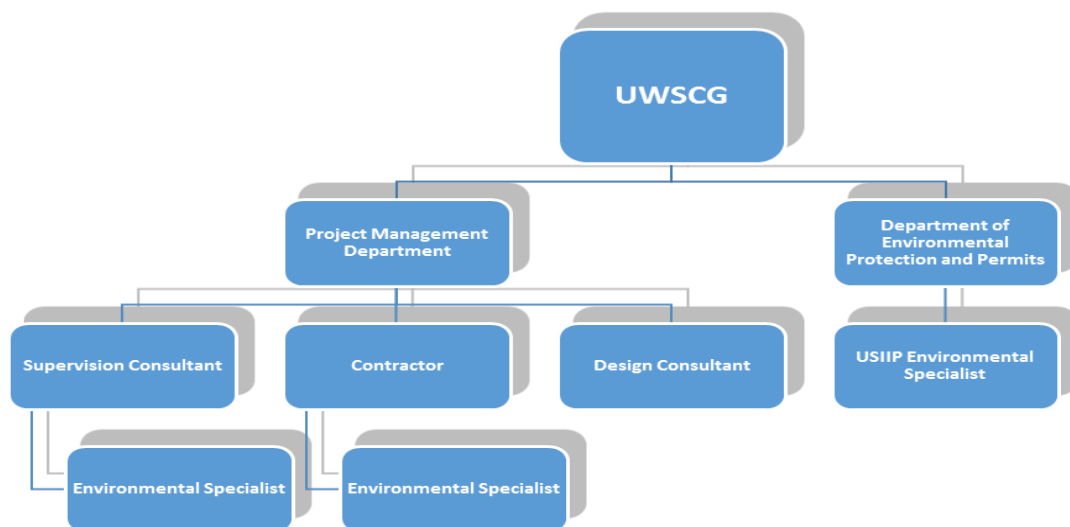 UWSCG
Project Management
Department
Department of
Environmental
Protection and Permits
Supervision Consultant
Contractor
Design Consultant
USIIP Environmental
Specialist
Environmental Specialist
Environmental Specialist